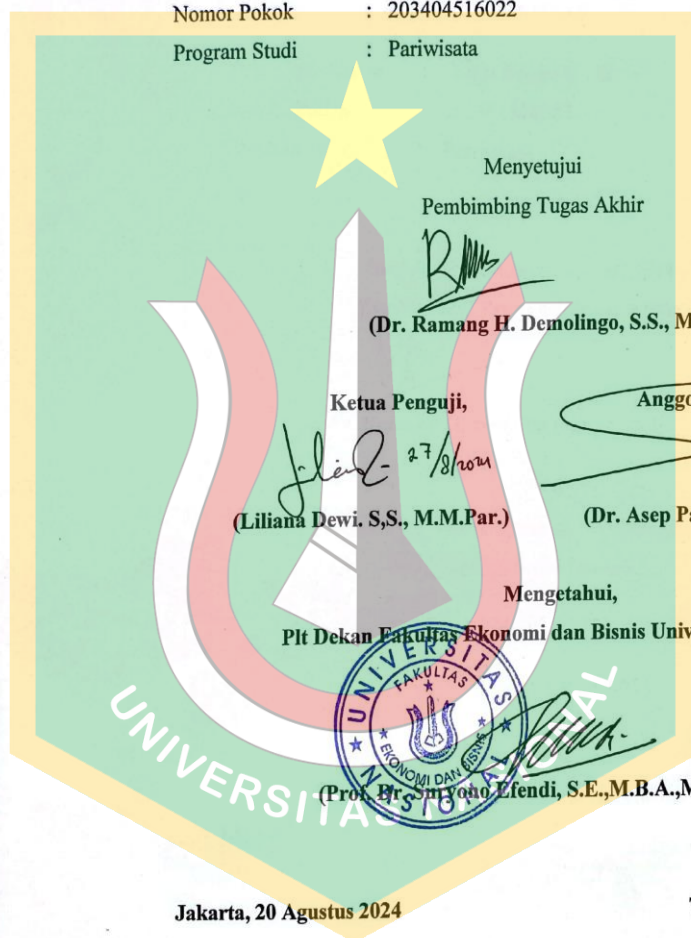 Nomor Pokok : 203404516022
Program Studi : Pariwisata
Menyetujui
Pembimbing Tugas Akhir
(Dr. Ramang H. Demolingo, S.S., M
Ketua Penguji, Anggo
27/8/2024
(Liliana Dewi. S,S., M.M.Par.) (Dr. Asep Pa
Mengetahui,
Plt Dekan Fakultas Ekonomi dan Bisnis Univ
UNIVERSITAS NASIONAL
FAKULTAS
EKONOMI DAN BISNIS
(Prof. Dr. Suryono Efendi, S.E.,M.B.A.,M
UNIVERSITAS NASIONAL
Jakarta, 20 Agustus 2024